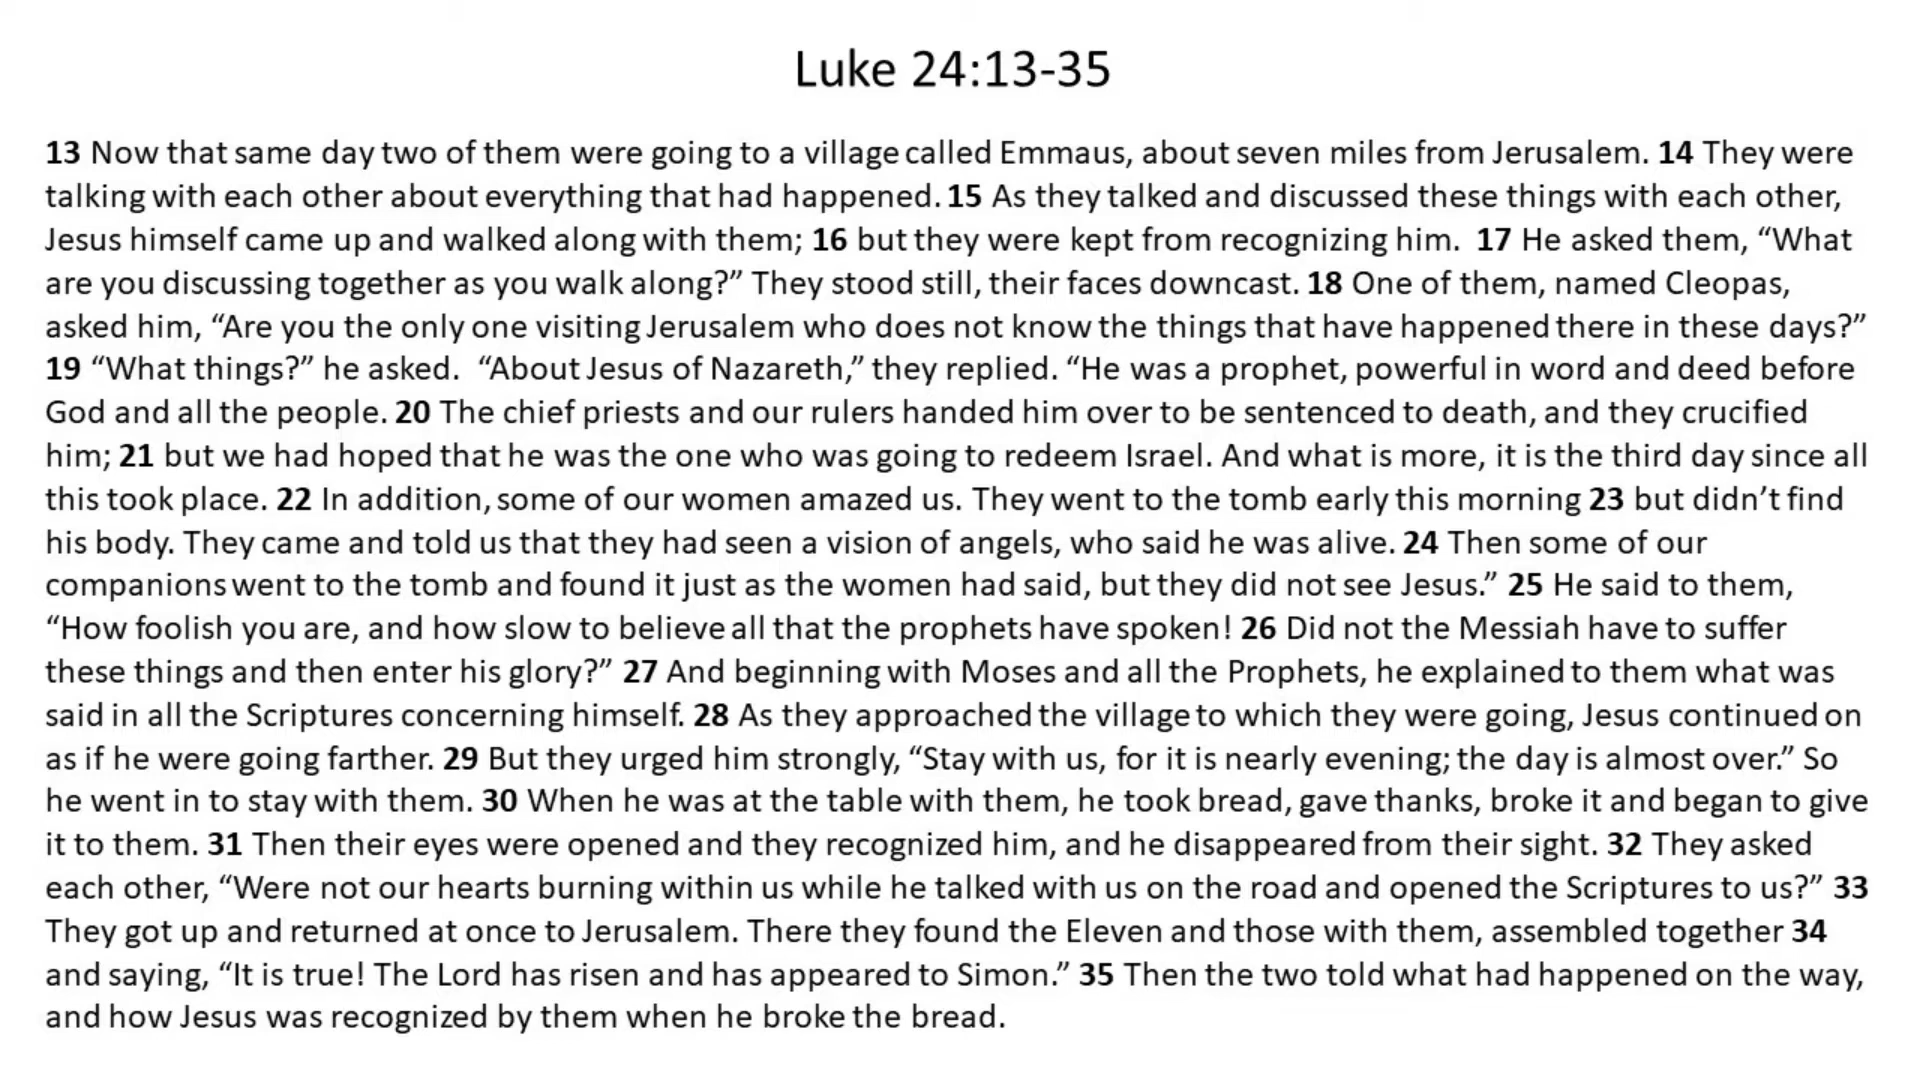 Luke 24:13-35
13 Now that same day two of them were going to a village called Emmaus, about seven miles from Jerusalem. 14 They were
talking with each other about everything that had happened. 15 As they talked and discussed these things with each other,
Jesus himself came up and walked along with them; 16 but they were kept from recognizing him.  17 He asked them, “What
are you discussing together as you walk along?” They stood still, their faces downcast. 18 One of them, named Cleopas,
asked him, “Are you the only one visiting Jerusalem who does not know the things that have happened there in these days?”
19 “What things?” he asked.  “About Jesus of Nazareth,” they replied. “He was a prophet, powerful in word and deed before
God and all the people. 20 The chief priests and our rulers handed him over to be sentenced to death, and they crucified
him; 21 but we had hoped that he was the one who was going to redeem Israel. And what is more, it is the third day since all
this took place. 22 In addition, some of our women amazed us. They went to the tomb early this morning 23 but didn’t find
his body. They came and told us that they had seen a vision of angels, who said he was alive. 24 Then some of our
companions went to the tomb and found it just as the women had said, but they did not see Jesus.” 25 He said to them,
“How foolish you are, and how slow to believe all that the prophets have spoken! 26 Did not the Messiah have to suffer
these things and then enter his glory?” 27 And beginning with Moses and all the Prophets, he explained to them what was
said in all the Scriptures concerning himself. 28 As they approached the village to which they were going, Jesus continued on
as if he were going farther. 29 But they urged him strongly, “Stay with us, for it is nearly evening; the day is almost over.” So
he went in to stay with them. 30 When he was at the table with them, he took bread, gave thanks, broke it and began to give
it to them. 31 Then their eyes were opened and they recognized him, and he disappeared from their sight. 32 They asked
each other, “Were not our hearts burning within us while he talked with us on the road and opened the Scriptures to us?” 33
They got up and returned at once to Jerusalem. There they found the Eleven and those with them, assembled together 34
and saying, “It is true! The Lord has risen and has appeared to Simon.” 35 Then the two told what had happened on the way,
and how Jesus was recognized by them when he broke the bread.